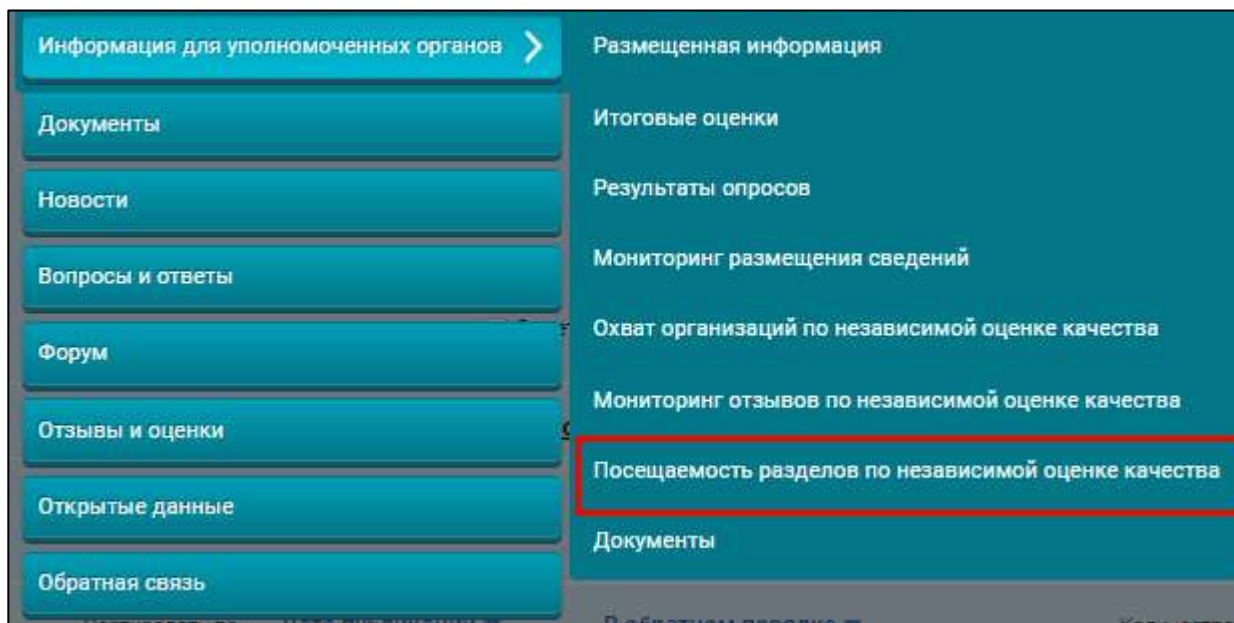 Информация для уполномоченных органов
Документы
Новости
Вопросы и ответы
Форум
Отзывы и оценки
Открытые данные
Обратная связь
Размещенная информация
Итоговые оценки
Результаты опросов
Мониторинг размещения сведений
Охват организаций по независимой оценке качества
Мониторинг отзывов по независимой оценке качества
Посещаемость разделов по независимой оценке качества
Документы